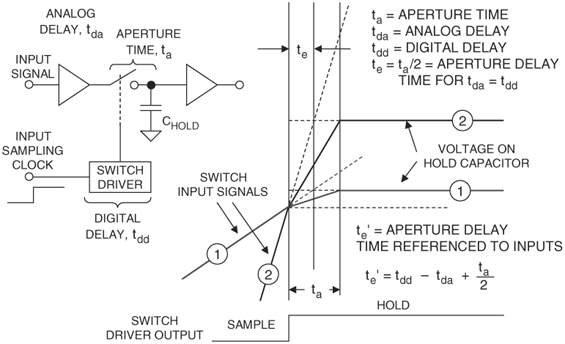 ANALOG
DELAY, tda
APERTURE
TIME, ta
INPUT
SIGNAL
CHOLD
INPUT
SAMPLING
CLOCK
SWITCH
DRIVER
DIGITAL
DELAY, tdd
SWITCH
INPUT SIGNALS
1
2
te
ta = APERTURE TIME
tda = ANALOG DELAY
tdd = DIGITAL DELAY
te = ta/2 = APERTURE DELAY
TIME FOR tda = tdd
2
VOLTAGE ON
HOLD CAPACITOR
1
te' = APERTURE DELAY
TIME REFERENCED TO INPUTS
te' = tdd - tda + ta/2
ta
HOLD
SWITCH
DRIVER OUTPUT
SAMPLE